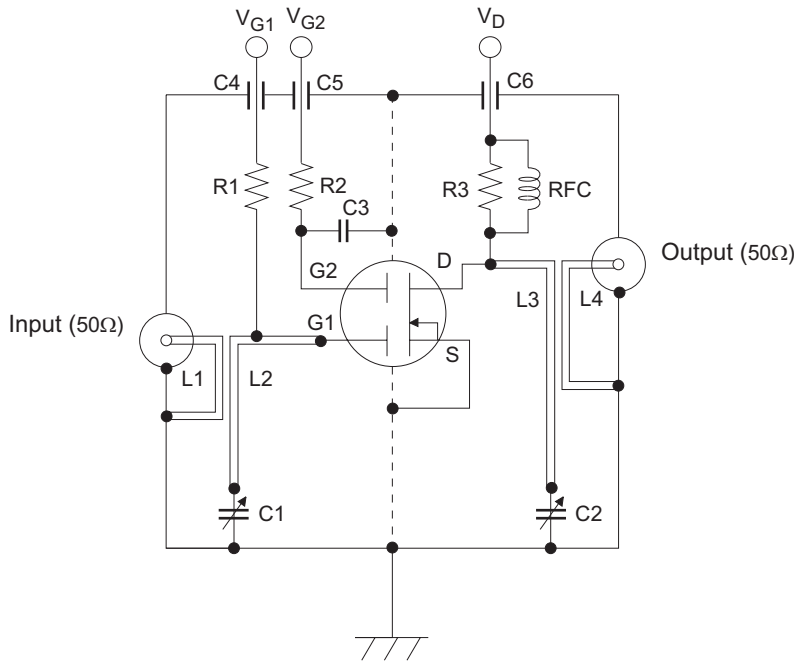 VG1
VG2
VD
C4
C5
C6
R1
R2
R3
RFC
C3
G2
D
Output (50Ω)
L3
L4
Input (50Ω)
G1
S
L1
L2
C1
C2